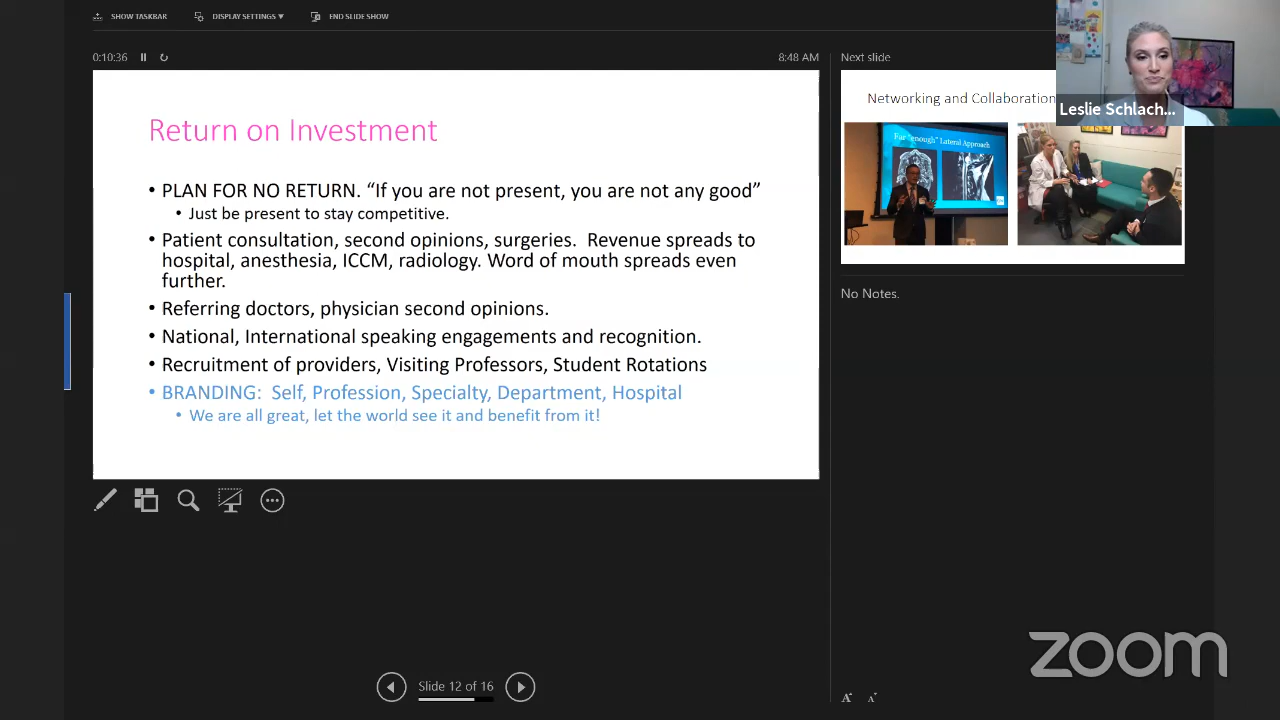 SHOW TASKBAR
DISPLAY SETTINGS ▼
END SLIDE SHOW
0:10:36
8:48 AM
Return on Investment
• PLAN FOR NO RETURN. “If you are not present, you are not any good”
• Just be present to stay competitive.
• Patient consultation, second opinions, surgeries. Revenue spreads to
hospital, anesthesia, ICCM, radiology. Word of mouth spreads even
further.
• Referring doctors, physician second opinions.
• National, International speaking engagements and recognition.
• Recruitment of providers, Visiting Professors, Student Rotations
• BRANDING: Self, Profession, Specialty, Department, Hospital
• We are all great, let the world see it and benefit from it!
Slide 12 of 16
Next slide
Networking and Collaboration
Far "enough" Lateral Approach
Leslie Schlach...
No Notes.
zoom
A
A